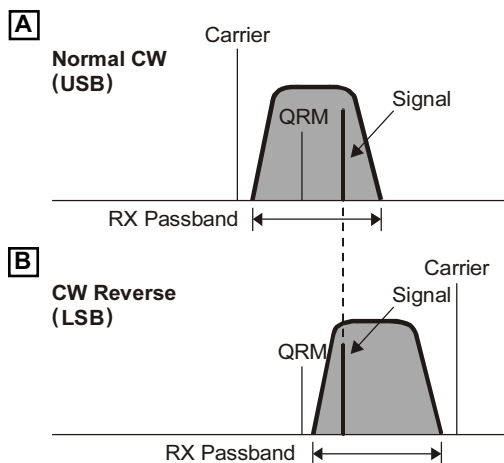 A
Normal CW
(USB)
Carrier
QRM
Signal
RX Passband
B
CW Reverse
(LSB)
Carrier
Signal
QRM
RX Passband